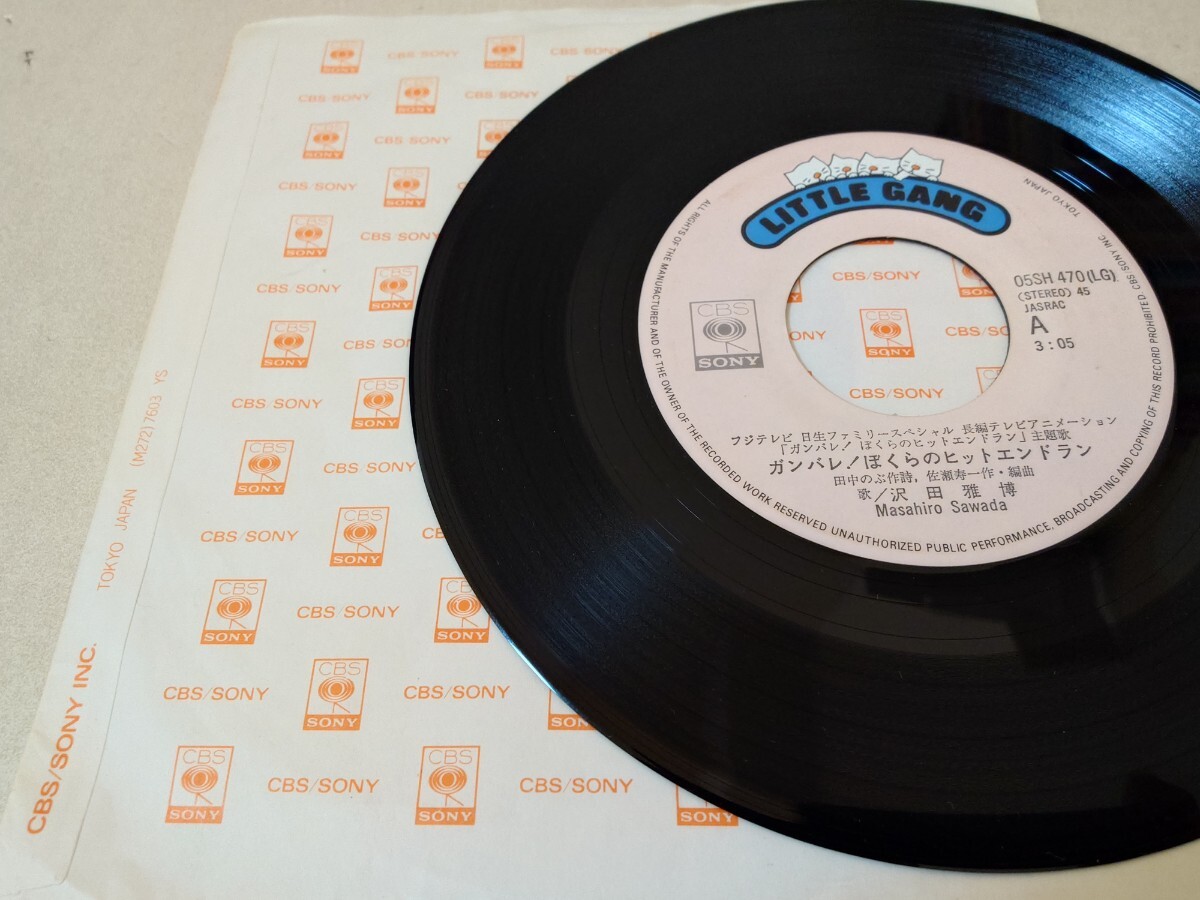 LITTLE GANG
CBS
SONY
05SH 470(LG)
(STEREO) 45
JASRAC
A
3:05
フジテレビ 日生ファミリースペシャル 長編テレビアニメーション
「ガンバレ!ぼくらのヒットエンドラン」主題歌
ガンバレ!ぼくらのヒットエンドラン
田中のぶ作詩, 佐瀬寿一作・編曲
歌/沢田雅博
Masahiro Sawada
ALL RIGHTS OF THE MANUFACTURER AND OF THE OWNER OF THE RECORDED WORK RESERVED UNAUTHORIZED PUBLIC PERFORMANCE, BROADCASTING AND COPYING OF THIS RECORD PROHIBITED CBS SONY INC. TOKYO JAPAN
CBS/SONY INC. TOKYO JAPAN (M272) 7603 YS
CBS/SONY
CBS
SONY